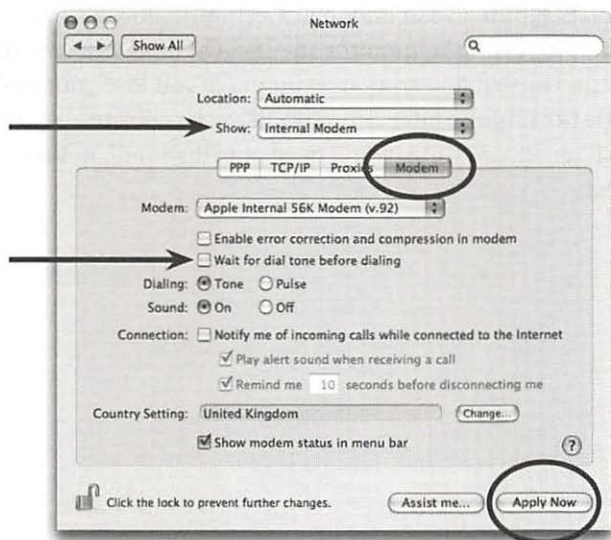 Network
Show All
Location: Automatic
Show: Internal Modem
PPP TCP/IP Proxies Modem
Modem: Apple Internal 56K Modem (v.92)
Enable error correction and compression in modem
Wait for dial tone before dialing
Dialing: Tone Pulse
Sound: On Off
Connection: Notify me of incoming calls while connected to the Internet
Play alert sound when receiving a call
Remind me 10 seconds before disconnecting me
Country Setting: United Kingdom Change...
Show modem status in menu bar
?
Click the lock to prevent further changes. Assist me... Apply Now